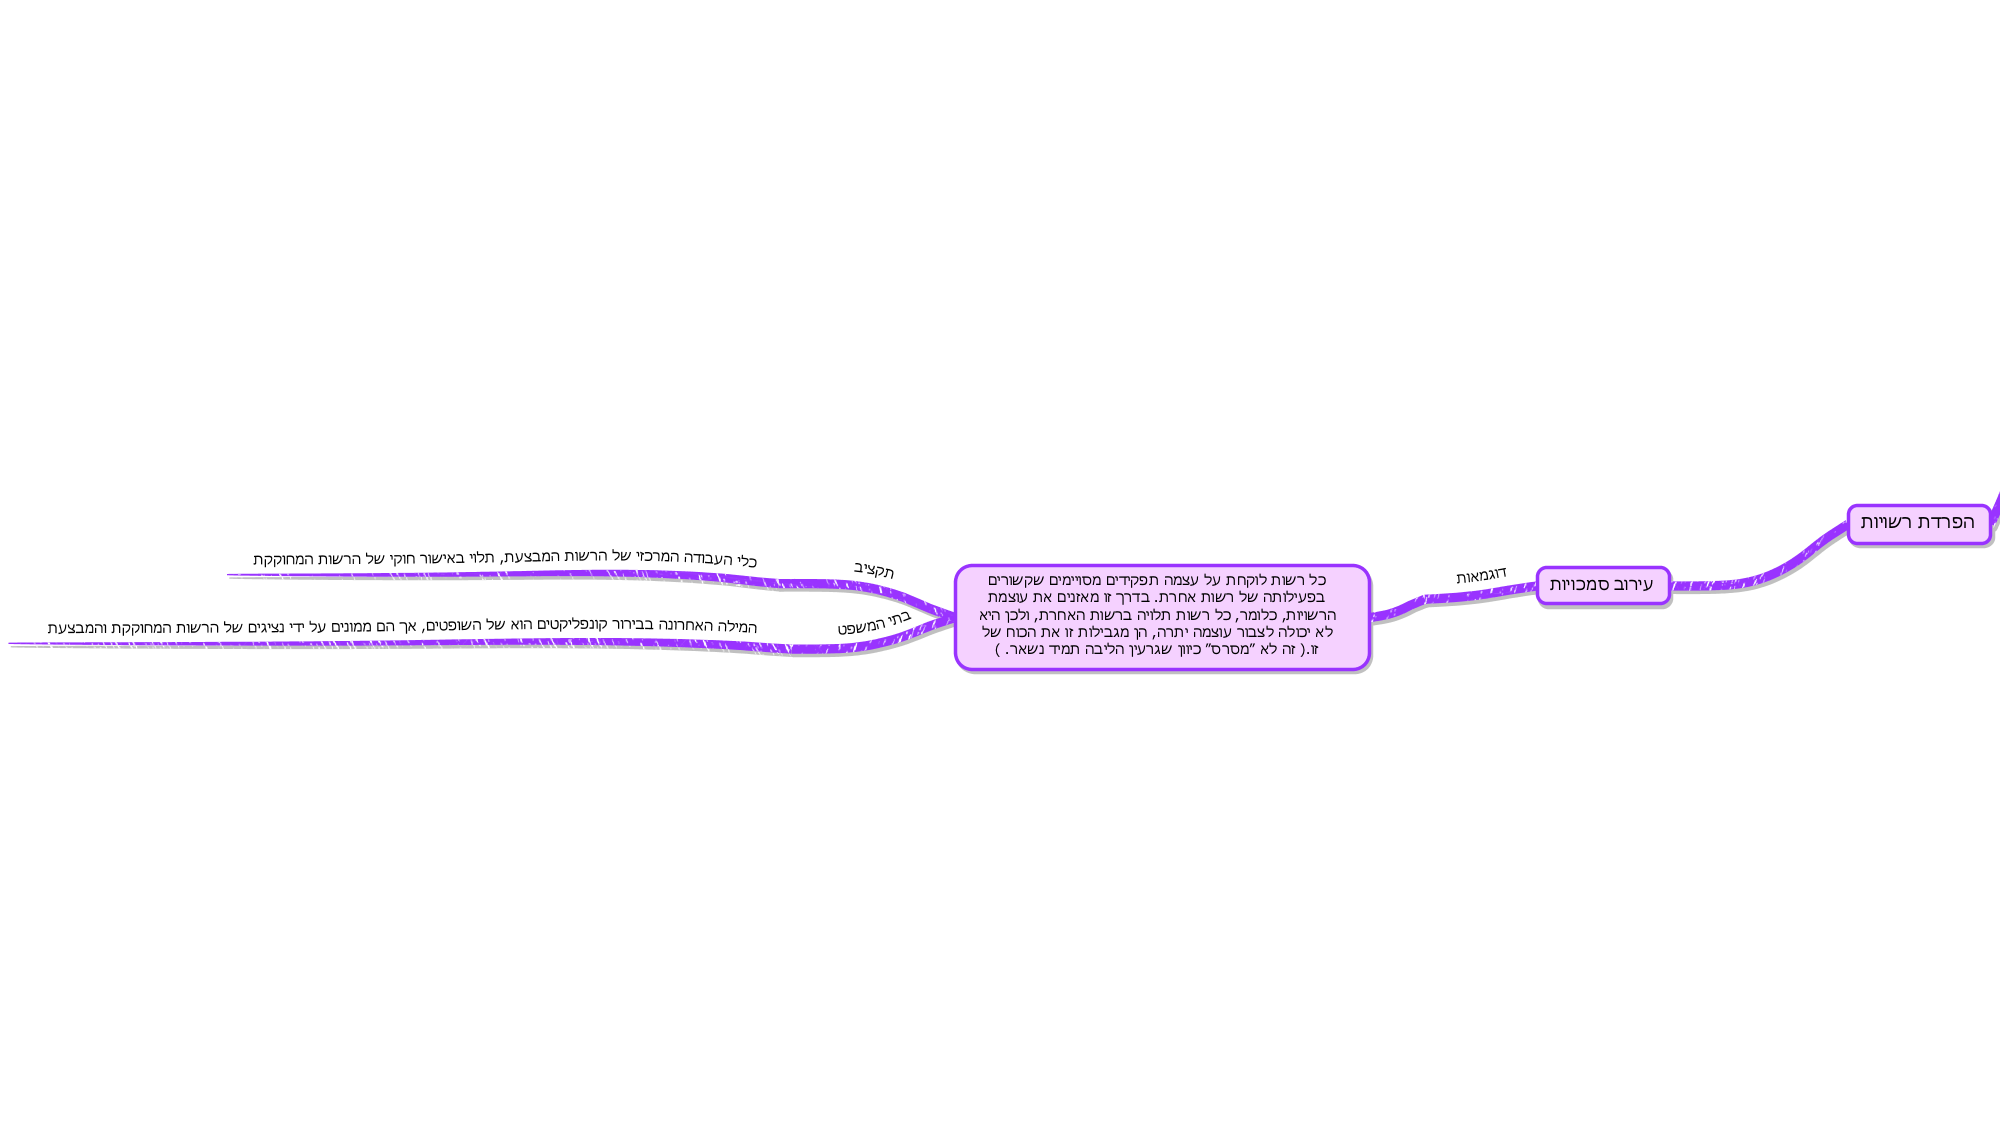 הפרדת רשויות
עירוב סמכויות
דוגמאות
כל רשות לוקחת על עצמה תפקידים מסויימים שקשורים
בפעילותה של רשות אחרת. בדרך זו מאזנים את עוצמת
הרשויות, כלומר, כל רשות תלויה ברשות האחרת, ולכן היא
לא יכולה לצבור עוצמה יתרה, הן מגבילות זו את הכוח של
זו.( זה לא "מסרס" כיוון שגרעין הליבה תמיד נשאר. )
תקציב
כלי העבודה המרכזי של הרשות המבצעת, תלוי באישור חוקי של הרשות המחוקקת
בתי המשפט
המילה האחרונה בבירור קונפליקטים הוא של השופטים, אך הם ממונים על ידי נציגים של הרשות המחוקקת והמבצעת